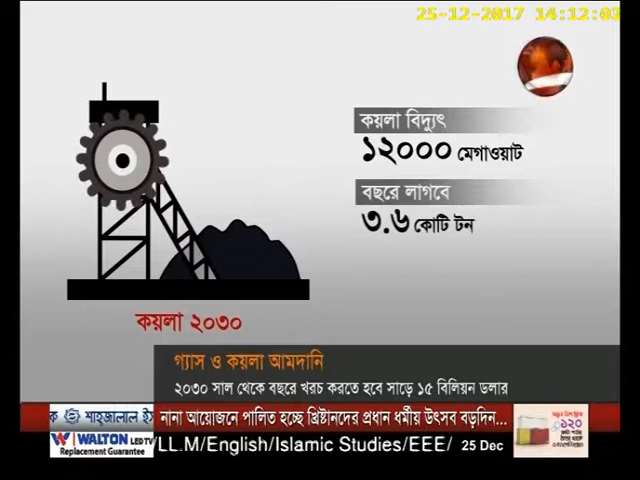 25-12-2017 14:12:03
কয়লা বিদ্যুৎ
১২০০০ মেগাওয়াট
বছরে লাগবে
৩.৬ কোটি টন
কয়লা ২০৩০
গ্যাস ও কয়লা আমদানি
২০৩০ সাল থেকে বছরে খরচ করতে হবে সাড়ে ১৫ বিলিয়ন ডলার
ক শাহ্জালাল ইস নানা আয়োজনে পালিত হচ্ছে খ্রিষ্টানদের প্রধান ধর্মীয় উৎসব বড়দিন...
১২০
WALTON LED TV
Replacement Guarantee
/LL.M/English/Islamic Studies/EEE/ 25 Dec